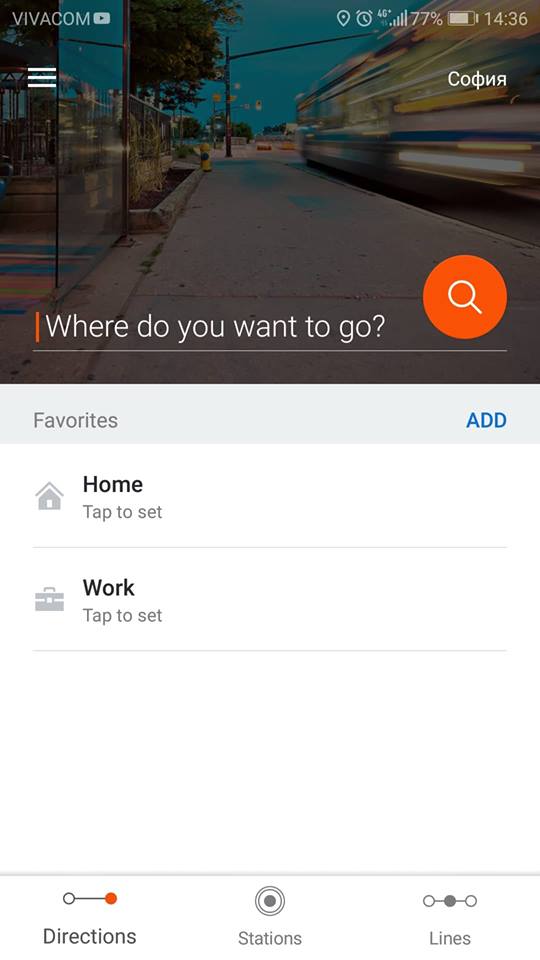 VIVACOM 4G+ 77% 14:36
София
Where do you want to go?
Favorites ADD
Home
Tap to set
Work
Tap to set
Directions Stations Lines